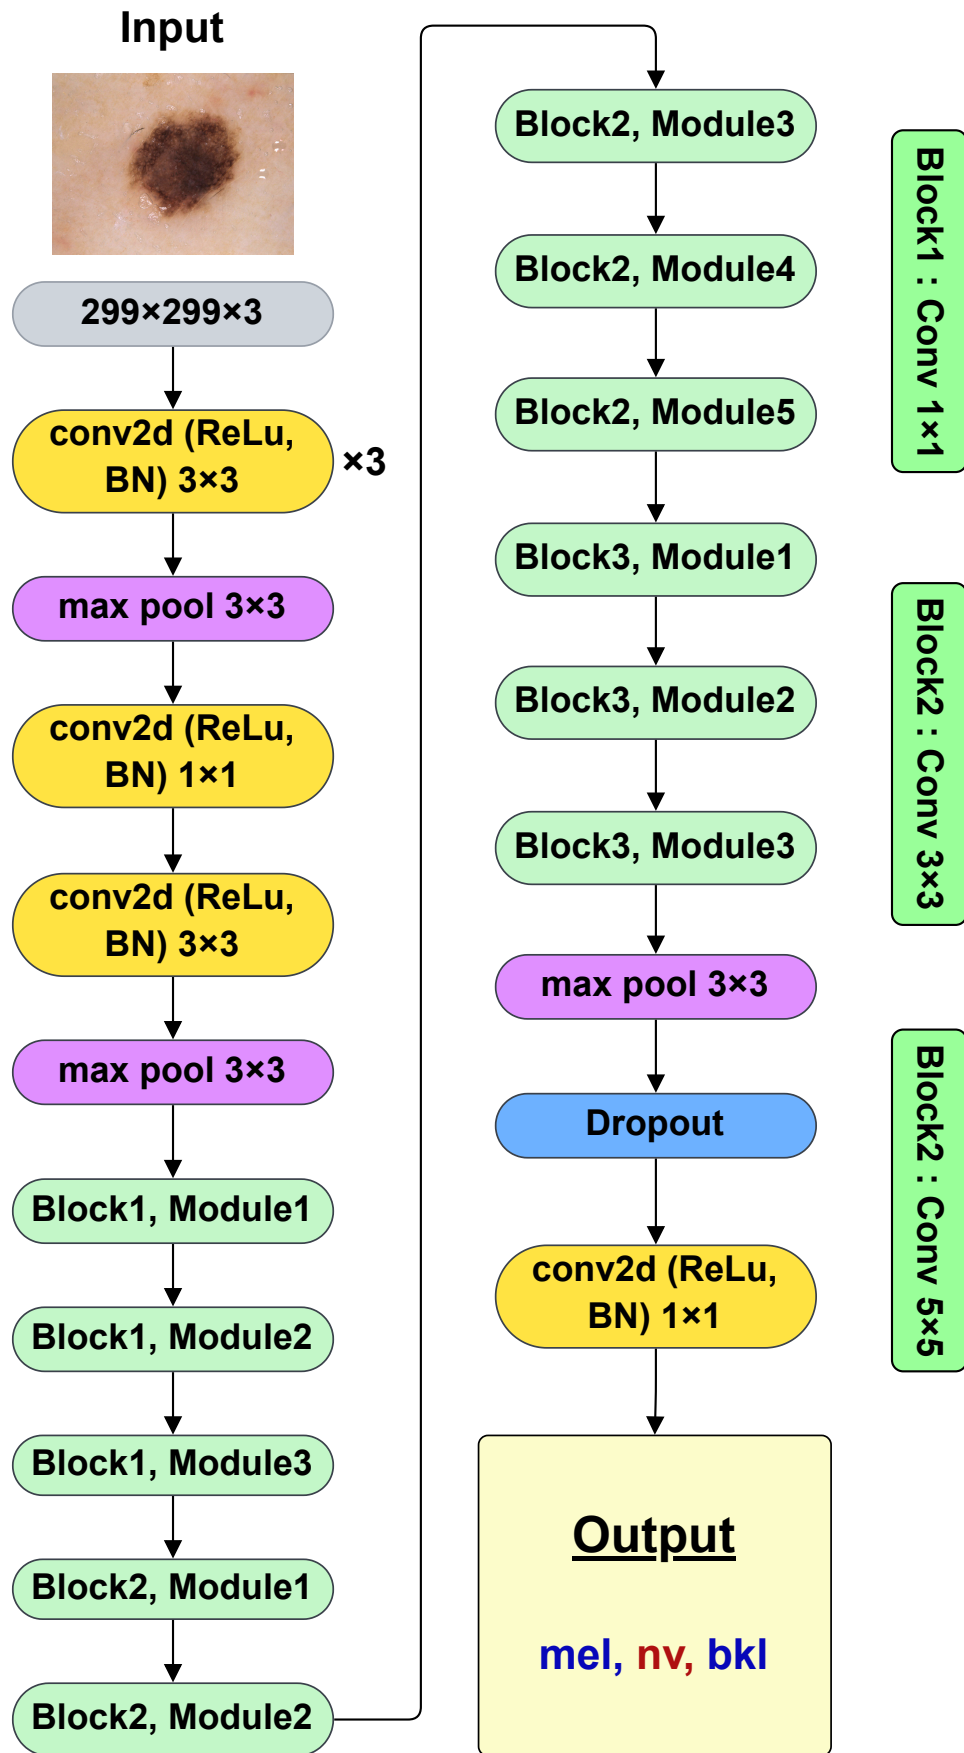 Input
299×299×3
conv2d (ReLu,
BN) 3×3
×3
max pool 3×3
conv2d (ReLu,
BN) 1×1
conv2d (ReLu,
BN) 3×3
max pool 3×3
Block1, Module1
Block1, Module2
Block1, Module3
Block2, Module1
Block2, Module2
Block2, Module3
Block2, Module4
Block2, Module5
Block3, Module1
Block3, Module2
Block3, Module3
max pool 3×3
Dropout
conv2d (ReLu,
BN) 1×1
Output
mel, nv, bkl
Block1 : Conv 1×1
Block2 : Conv 3×3
Block2 : Conv 5×5